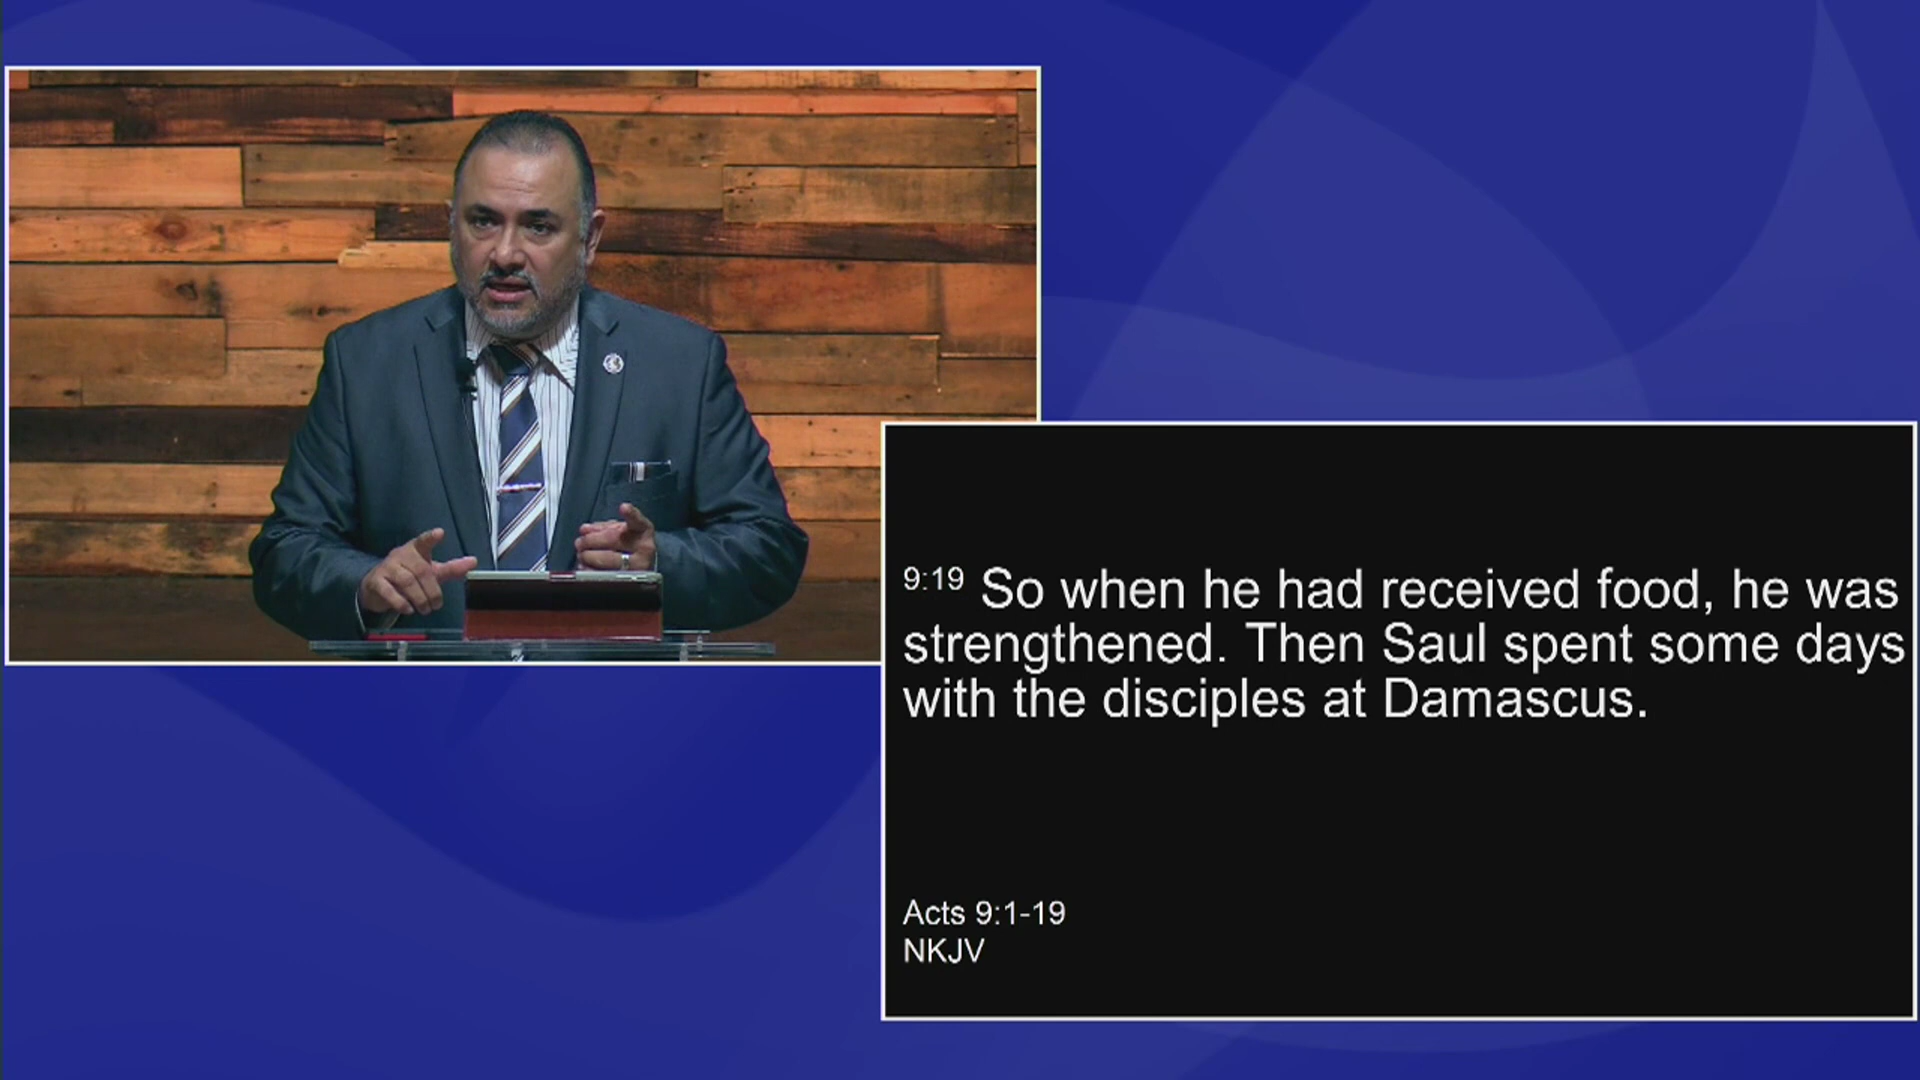 9:19 So when he had received food, he was
strengthened. Then Saul spent some days
with the disciples at Damascus.
Acts 9:1-19
NKJV